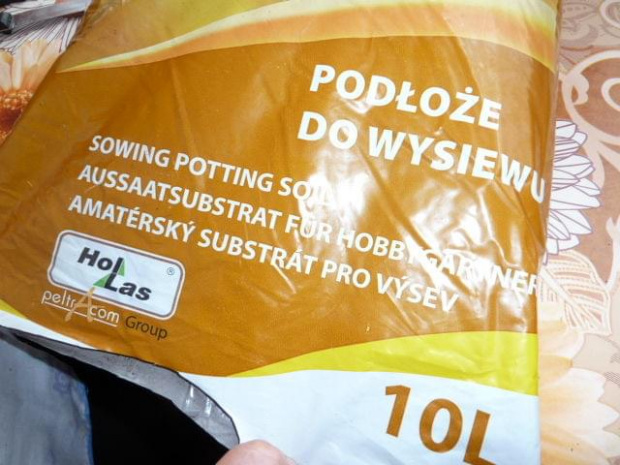 PODŁOŻE
DO WYSIEWU
SOWING POTTING SOIL
AUSSAATSUBSTRAT FÜR HOBBYGÄRTNER
AMATÉRSKÝ SUBSTRÁT PRO VÝSEV
HolLas ®
peltrAcom Group
10L